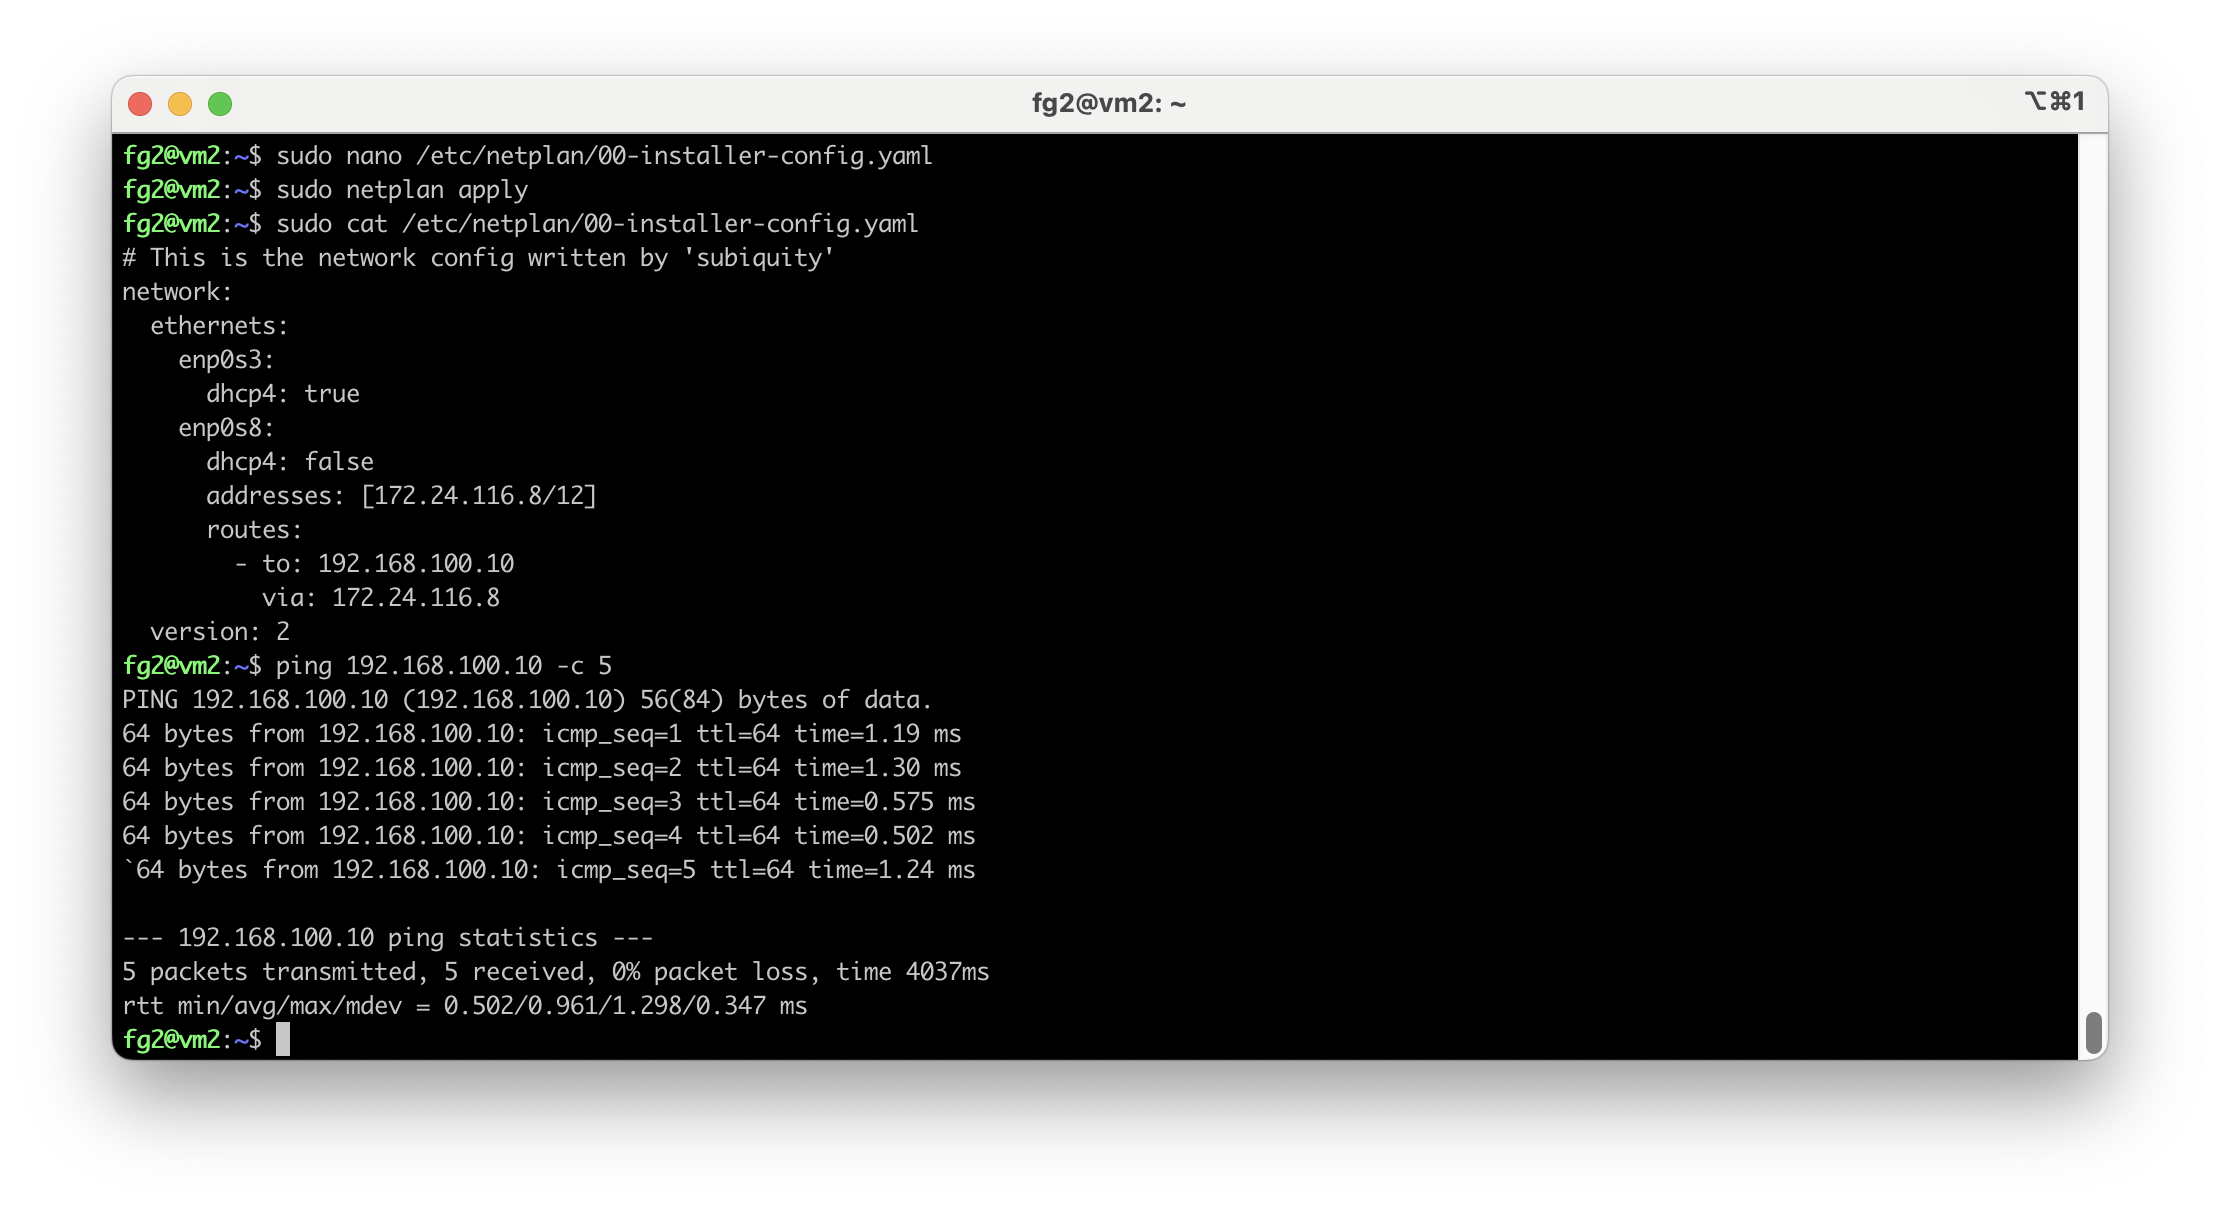 fg2@vm2: ~
⌥⌘1
fg2@vm2:~$ sudo nano /etc/netplan/00-installer-config.yaml
fg2@vm2:~$ sudo netplan apply
fg2@vm2:~$ sudo cat /etc/netplan/00-installer-config.yaml
# This is the network config written by 'subiquity'
network:
  ethernets:
    enp0s3:
      dhcp4: true
    enp0s8:
      dhcp4: false
      addresses: [172.24.116.8/12]
      routes:
        - to: 192.168.100.10
          via: 172.24.116.8
  version: 2
fg2@vm2:~$ ping 192.168.100.10 -c 5
PING 192.168.100.10 (192.168.100.10) 56(84) bytes of data.
64 bytes from 192.168.100.10: icmp_seq=1 ttl=64 time=1.19 ms
64 bytes from 192.168.100.10: icmp_seq=2 ttl=64 time=1.30 ms
64 bytes from 192.168.100.10: icmp_seq=3 ttl=64 time=0.575 ms
64 bytes from 192.168.100.10: icmp_seq=4 ttl=64 time=0.502 ms
`64 bytes from 192.168.100.10: icmp_seq=5 ttl=64 time=1.24 ms

--- 192.168.100.10 ping statistics ---
5 packets transmitted, 5 received, 0% packet loss, time 4037ms
rtt min/avg/max/mdev = 0.502/0.961/1.298/0.347 ms
fg2@vm2:~$